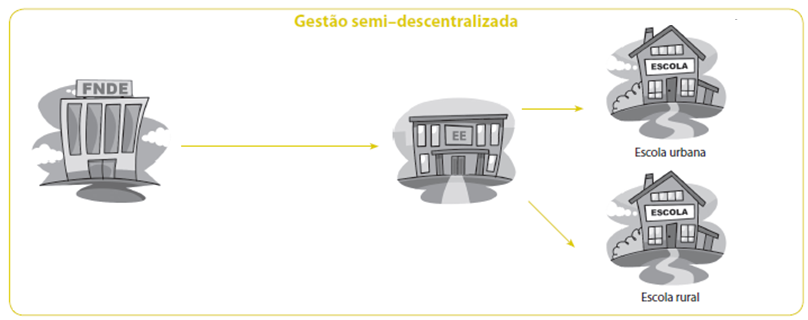 Gestão semi–descentralizada
FNDE
EE
ESCOLA
Escola urbana
ESCOLA
Escola rural